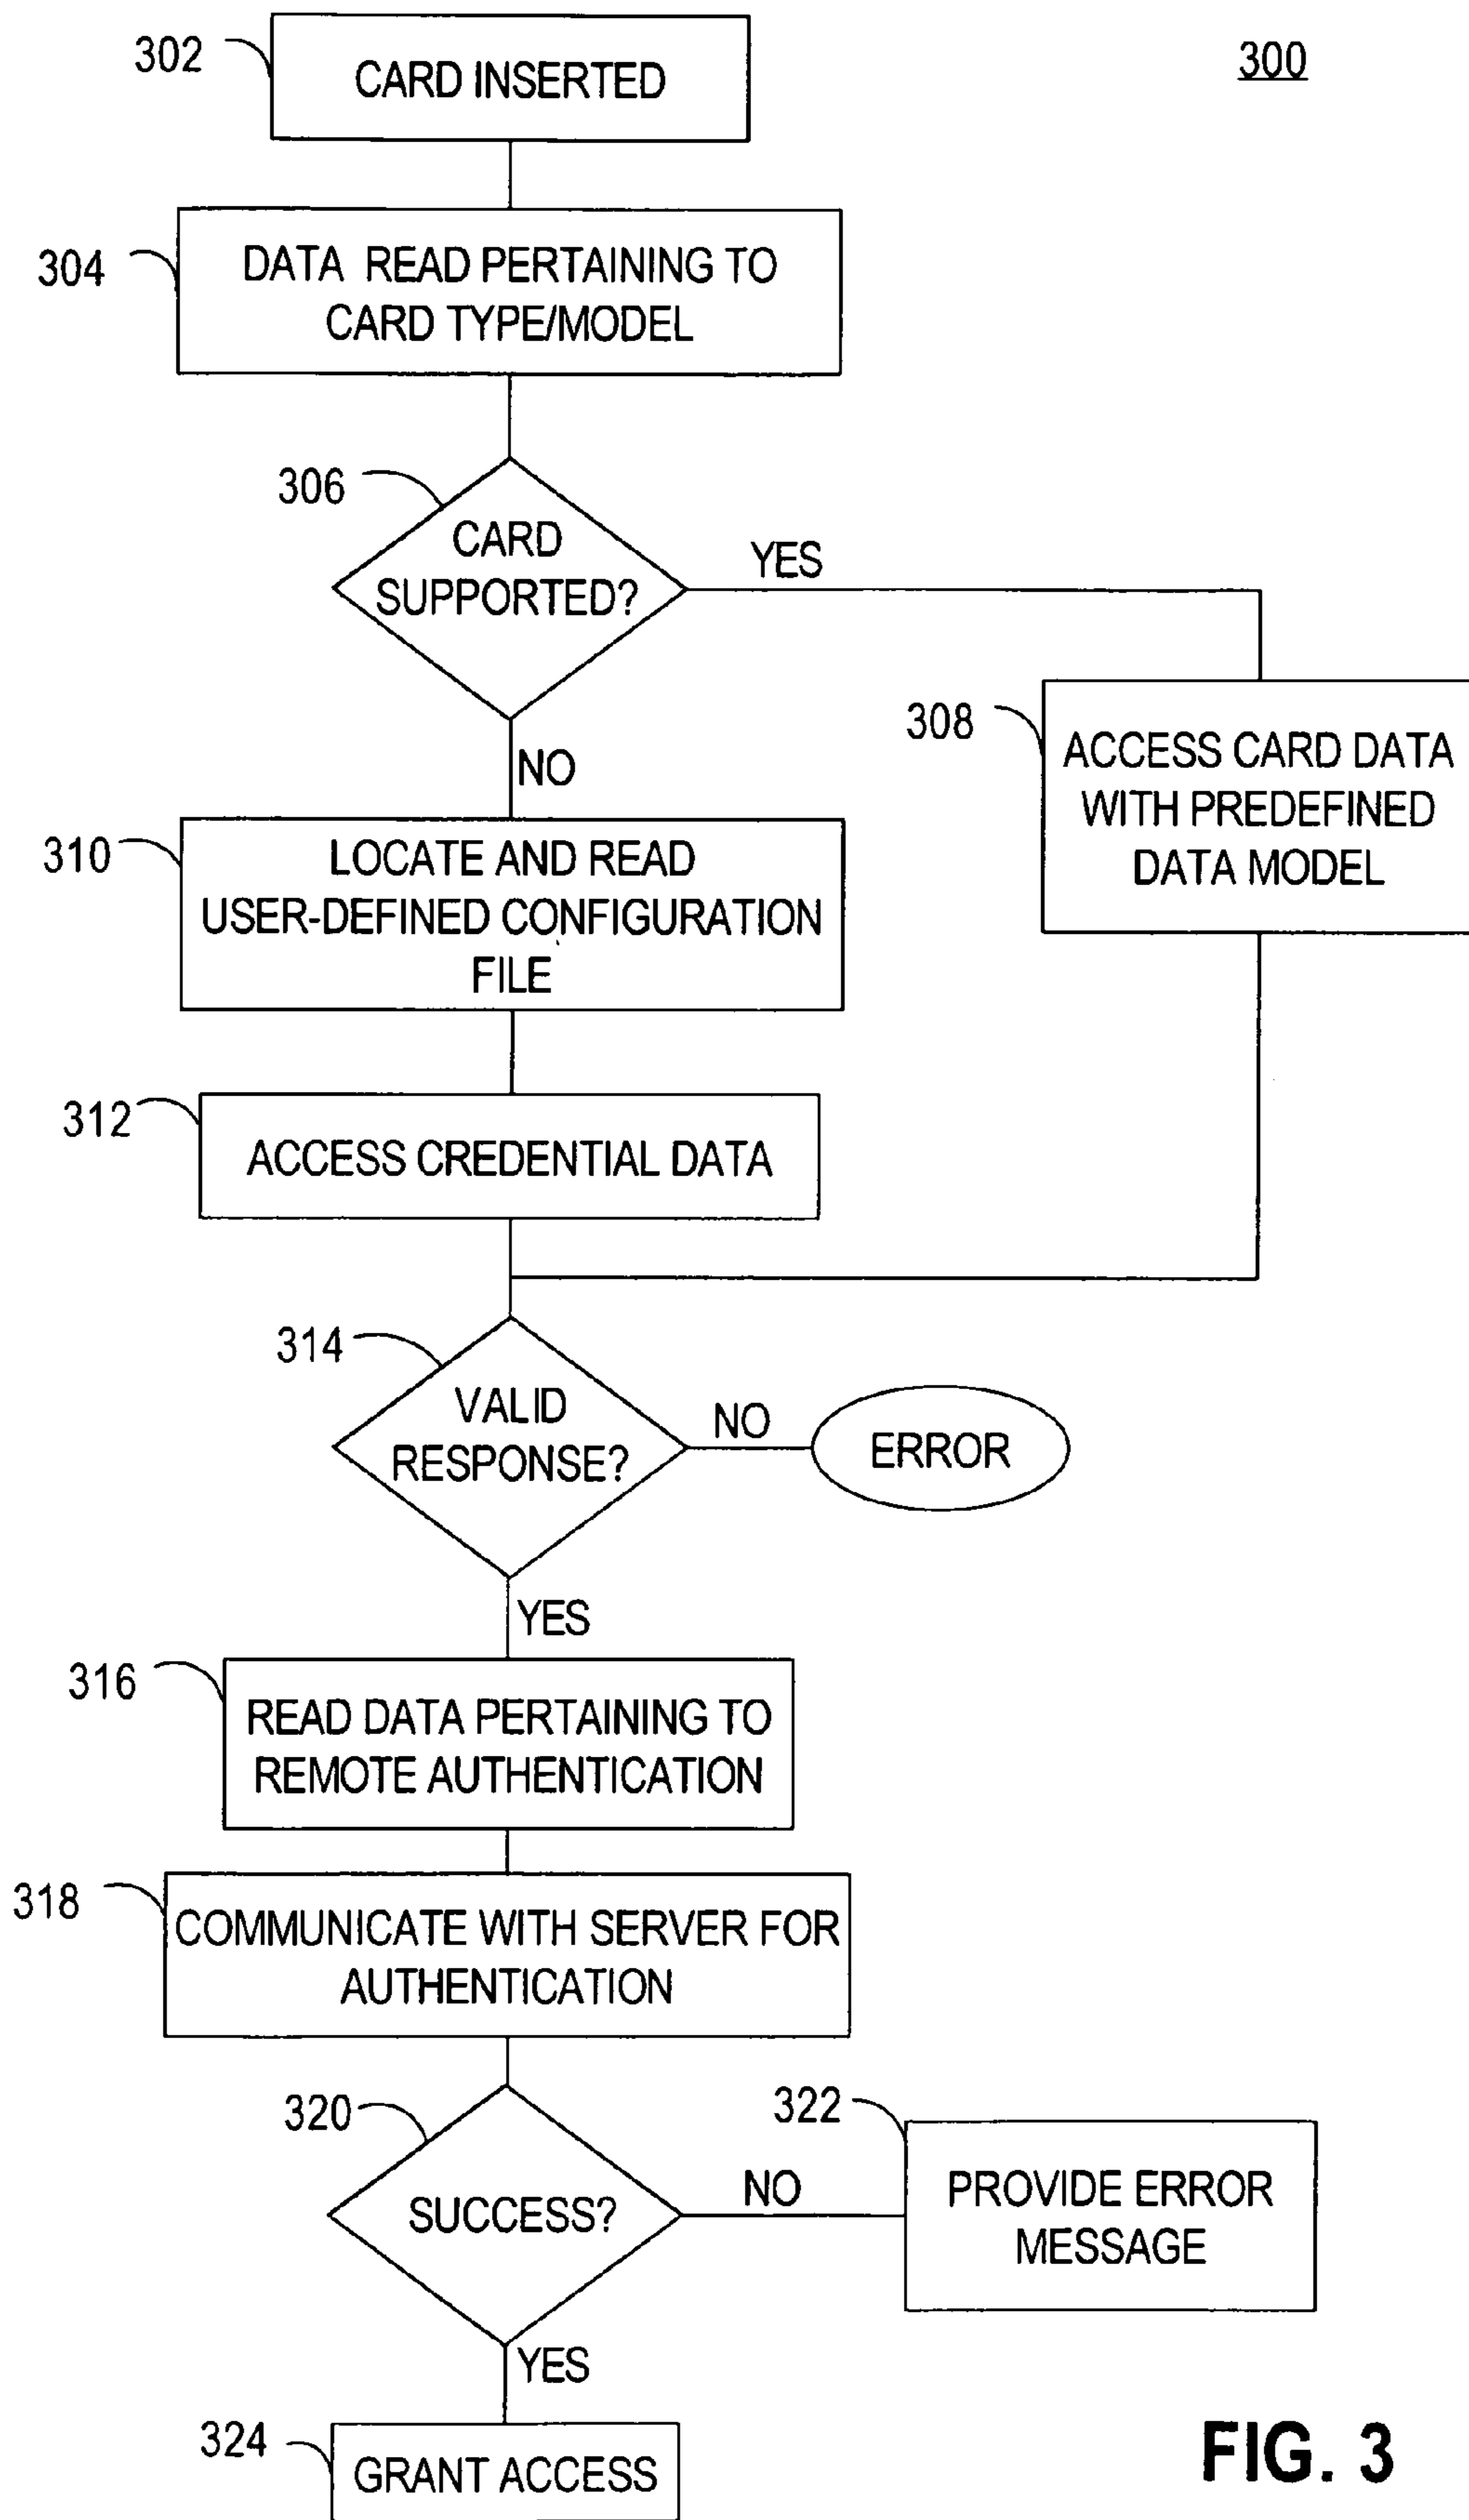 302
CARD INSERTED
300
304
DATA READ PERTAINING TO
CARD TYPE/MODEL
306
CARD
SUPPORTED?
YES
NO
308
ACCESS CARD DATA
WITH PREDEFINED
DATA MODEL
310
LOCATE AND READ
USER-DEFINED CONFIGURATION
FILE
312
ACCESS CREDENTIAL DATA
314
VALID
RESPONSE?
NO
ERROR
YES
316
READ DATA PERTAINING TO
REMOTE AUTHENTICATION
318
COMMUNICATE WITH SERVER FOR
AUTHENTICATION
320
SUCCESS?
NO
322
PROVIDE ERROR
MESSAGE
YES
324
GRANT ACCESS
FIG. 3